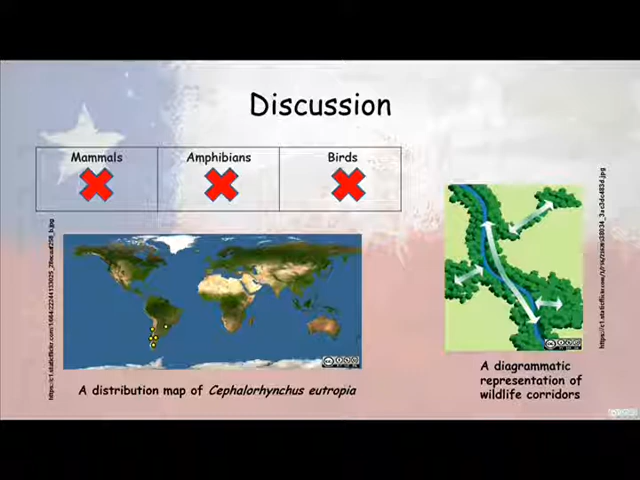 Discussion
Mammals
Amphibians
Birds
A distribution map of Cephalorhynchus eutropia
A diagrammatic
representation of
wildlife corridors